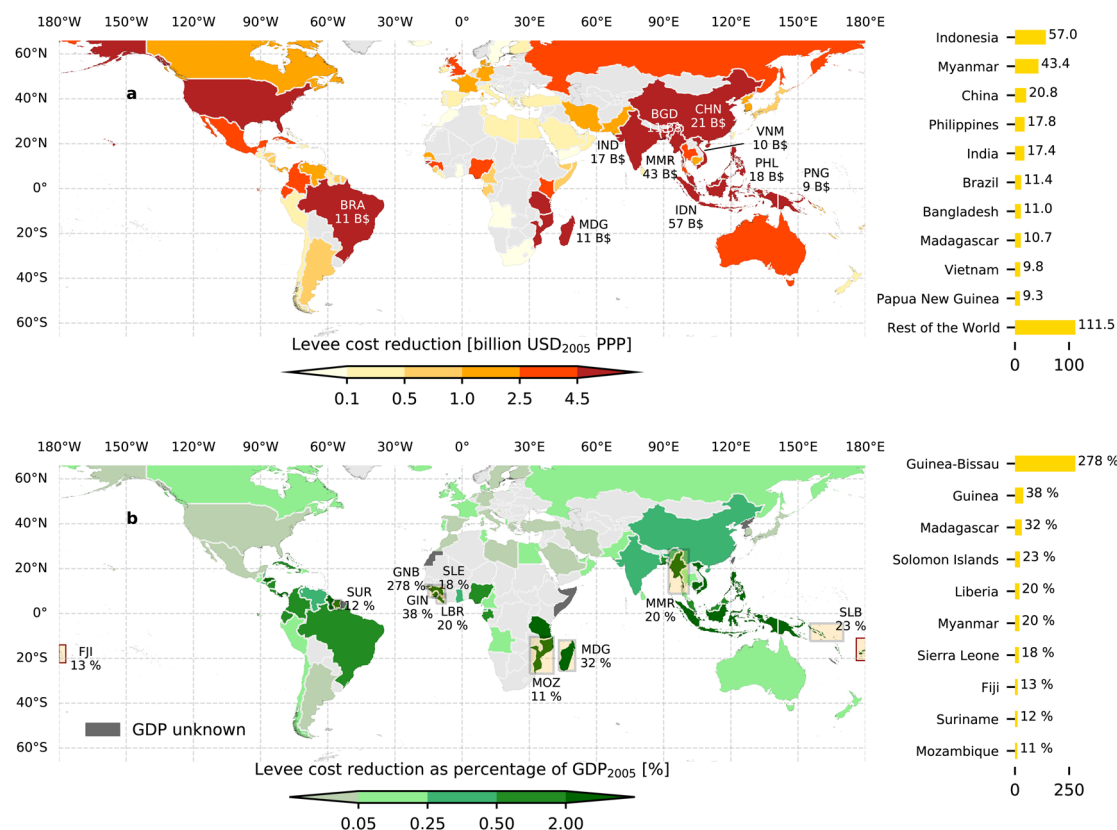 180°W 150°W 120°W 90°W 60°W 30°W 0° 30°E 60°E 90°E 120°E 150°E 180°E
60°N
40°N
20°N
0°
20°S
40°S
60°S
a
BGD
CHN
21 B$
VNM
10 B$
IND
17 B$
MMR
43 B$
PHL
18 B$
PNG
9 B$
IDN
57 B$
BRA
11 B$
MDG
11 B$
Levee cost reduction [billion USD2005 PPP]
0.1 0.5 1.0 2.5 4.5
Indonesia 57.0
Myanmar 43.4
China 20.8
Philippines 17.8
India 17.4
Brazil 11.4
Bangladesh 11.0
Madagascar 10.7
Vietnam 9.8
Papua New Guinea 9.3
Rest of the World 111.5
0 100
180°W 150°W 120°W 90°W 60°W 30°W 0° 30°E 60°E 90°E 120°E 150°E 180°E
60°N
40°N
20°N
0°
20°S
40°S
60°S
b
GNB
278 %
SLE
18 %
GIN
38 %
LBR
20 %
SUR
12 %
MMR
20 %
SLB
23 %
FJI
13 %
MDG
32 %
MOZ
11 %
GDP unknown
Levee cost reduction as percentage of GDP2005 [%]
0.05 0.25 0.50 2.00
Guinea-Bissau 278 %
Guinea 38 %
Madagascar 32 %
Solomon Islands 23 %
Liberia 20 %
Myanmar 20 %
Sierra Leone 18 %
Fiji 13 %
Suriname 12 %
Mozambique 11 %
0 250